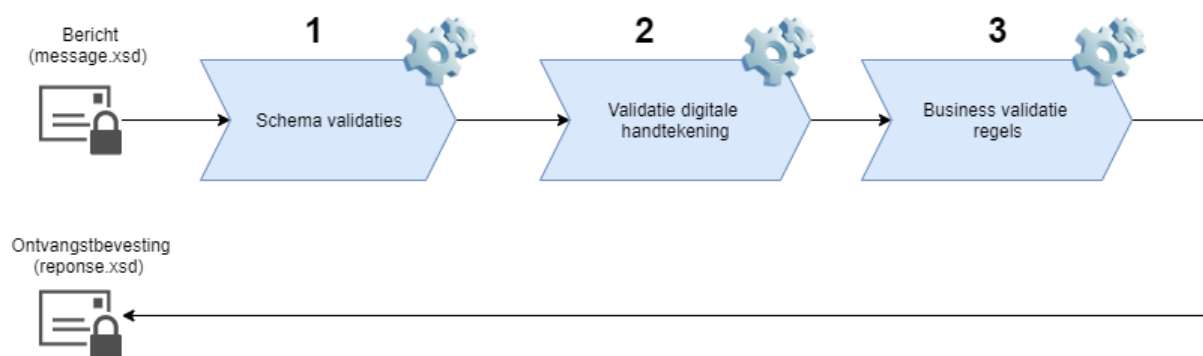 Bericht
(message.xsd)
1
Schema validaties
2
Validatie digitale
handtekening
3
Business validatie
regels
Ontvangstbevesting
(reponse.xsd)